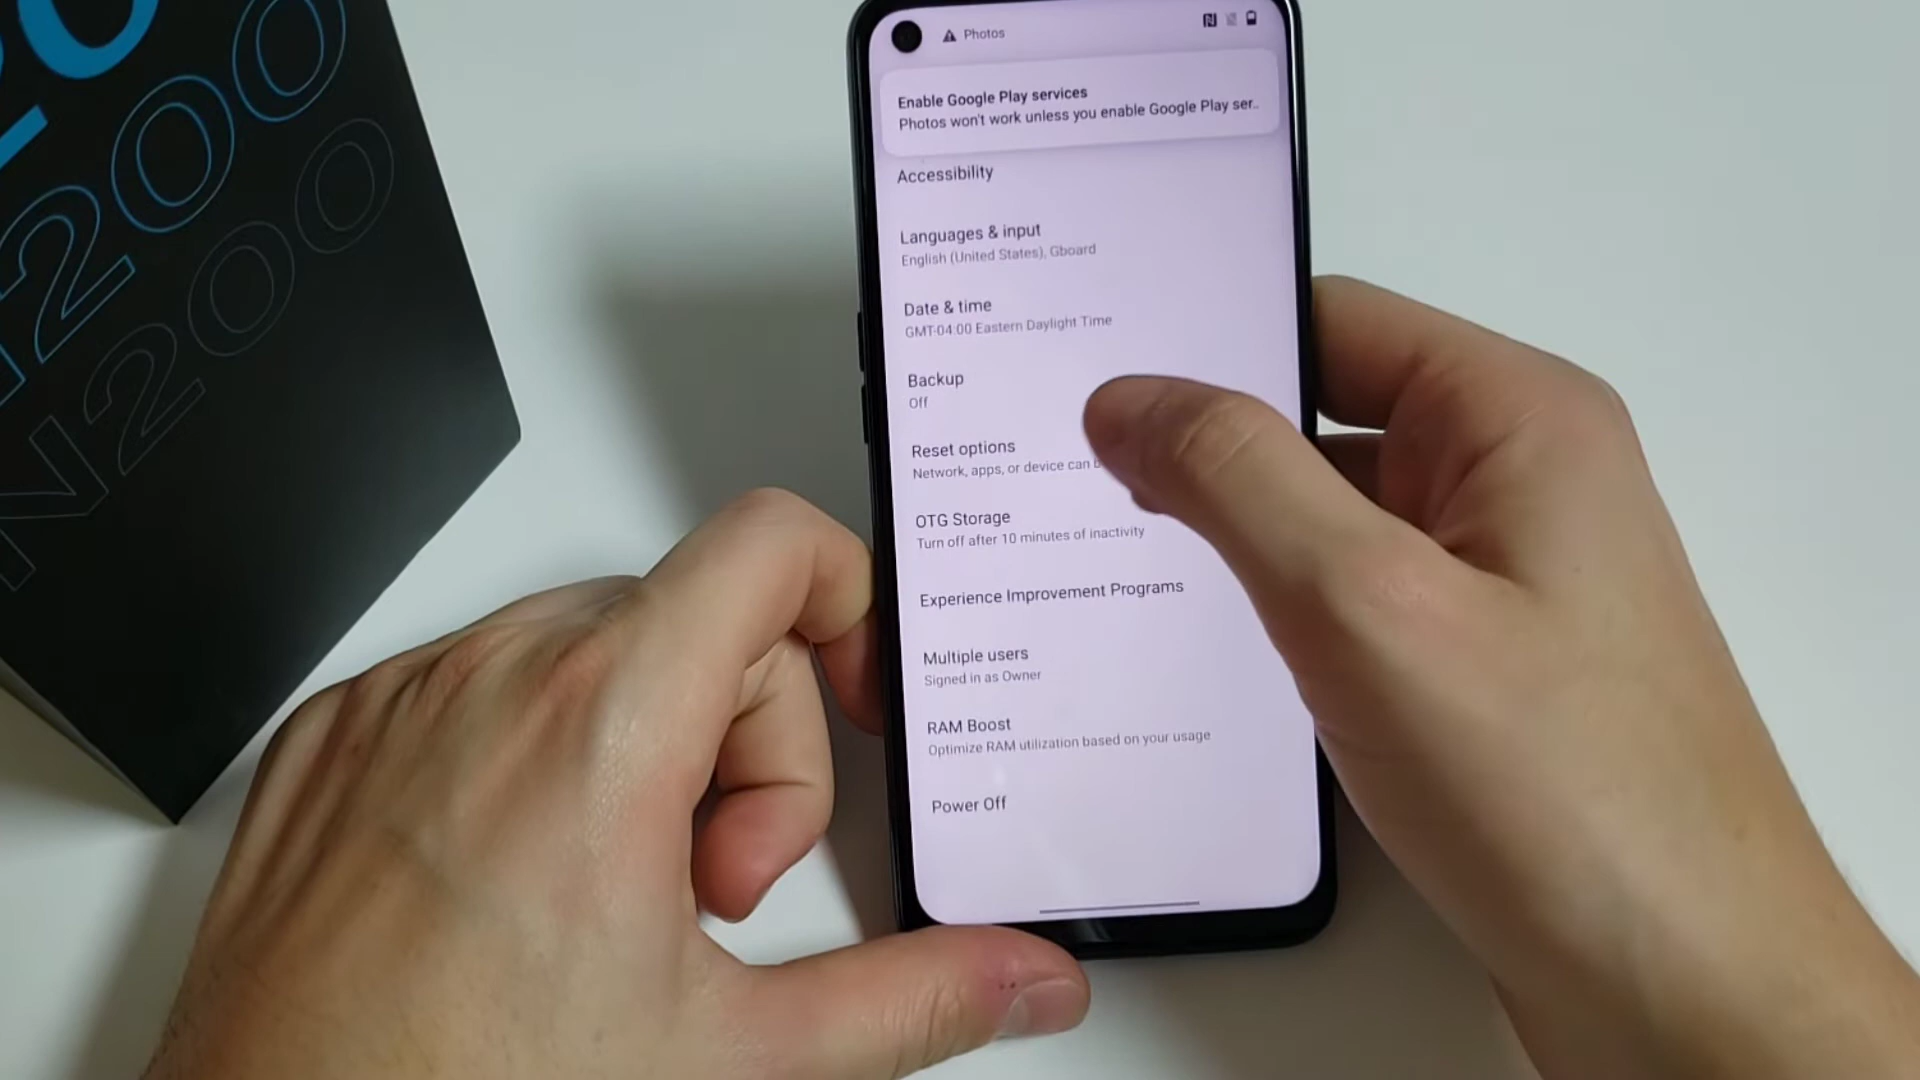 N200
N200
Photos
Enable Google Play services
Photos won't work unless you enable Google Play ser..
Accessibility
Languages & input
English (United States), Gboard
Date & time
GMT-04:00 Eastern Daylight Time
Backup
Off
Reset options
Network, apps, or device can
OTG Storage
Turn off after 10 minutes of inactivity
Experience Improvement Programs
Multiple users
Signed in as Owner
RAM Boost
Optimize RAM utilization based on your usage
Power Off